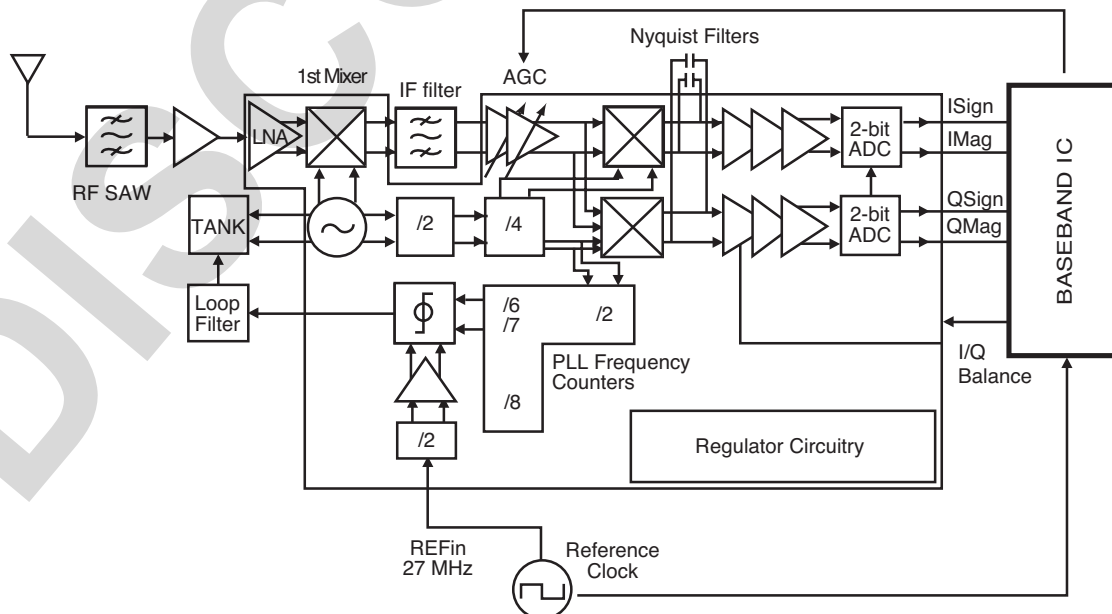 Nyquist Filters
AGC
1st Mixer
IF filter
LNA
RF SAW
2-bit
ADC
ISign
IMag
QSign
QMag
2-bit
ADC
BASEBAND IC
TANK
/2
/4
Loop
Filter
/6
/7
/2
/8
PLL Frequency
Counters
I/Q
Balance
/2
Regulator Circuitry
REFin
27 MHz
Reference
Clock
DISC